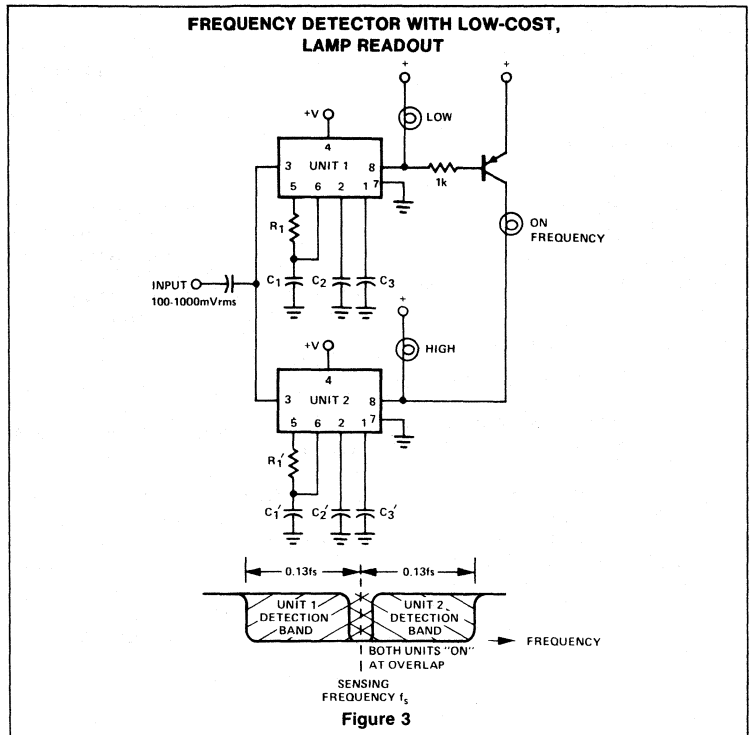 FREQUENCY DETECTOR WITH LOW-COST,
LAMP READOUT
+
+
+V
LOW
4
3
UNIT 1
8
7
5 6 2 1
1k
R1
ON
FREQUENCY
INPUT
100-1000mVrms
C1
C2
C3
+
+V
HIGH
4
3
UNIT 2
8
7
5 6 2 1
R1'
C1'
C2'
C3'
0.13fs
0.13fs
UNIT 1
DETECTION
BAND
UNIT 2
DETECTION
BAND
FREQUENCY
BOTH UNITS "ON"
AT OVERLAP
SENSING
FREQUENCY fs
Figure 3